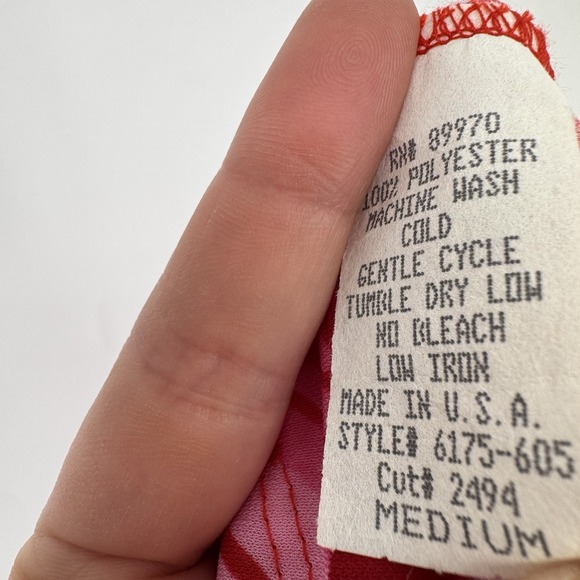 RN# 89970
100% POLYESTER
MACHINE WASH
COLD
GENTLE CYCLE
TUMBLE DRY LOW
NO BLEACH
LOW IRON
MADE IN U.S.A.
STYLE# 6175-605
Cut# 2494
MEDIUM